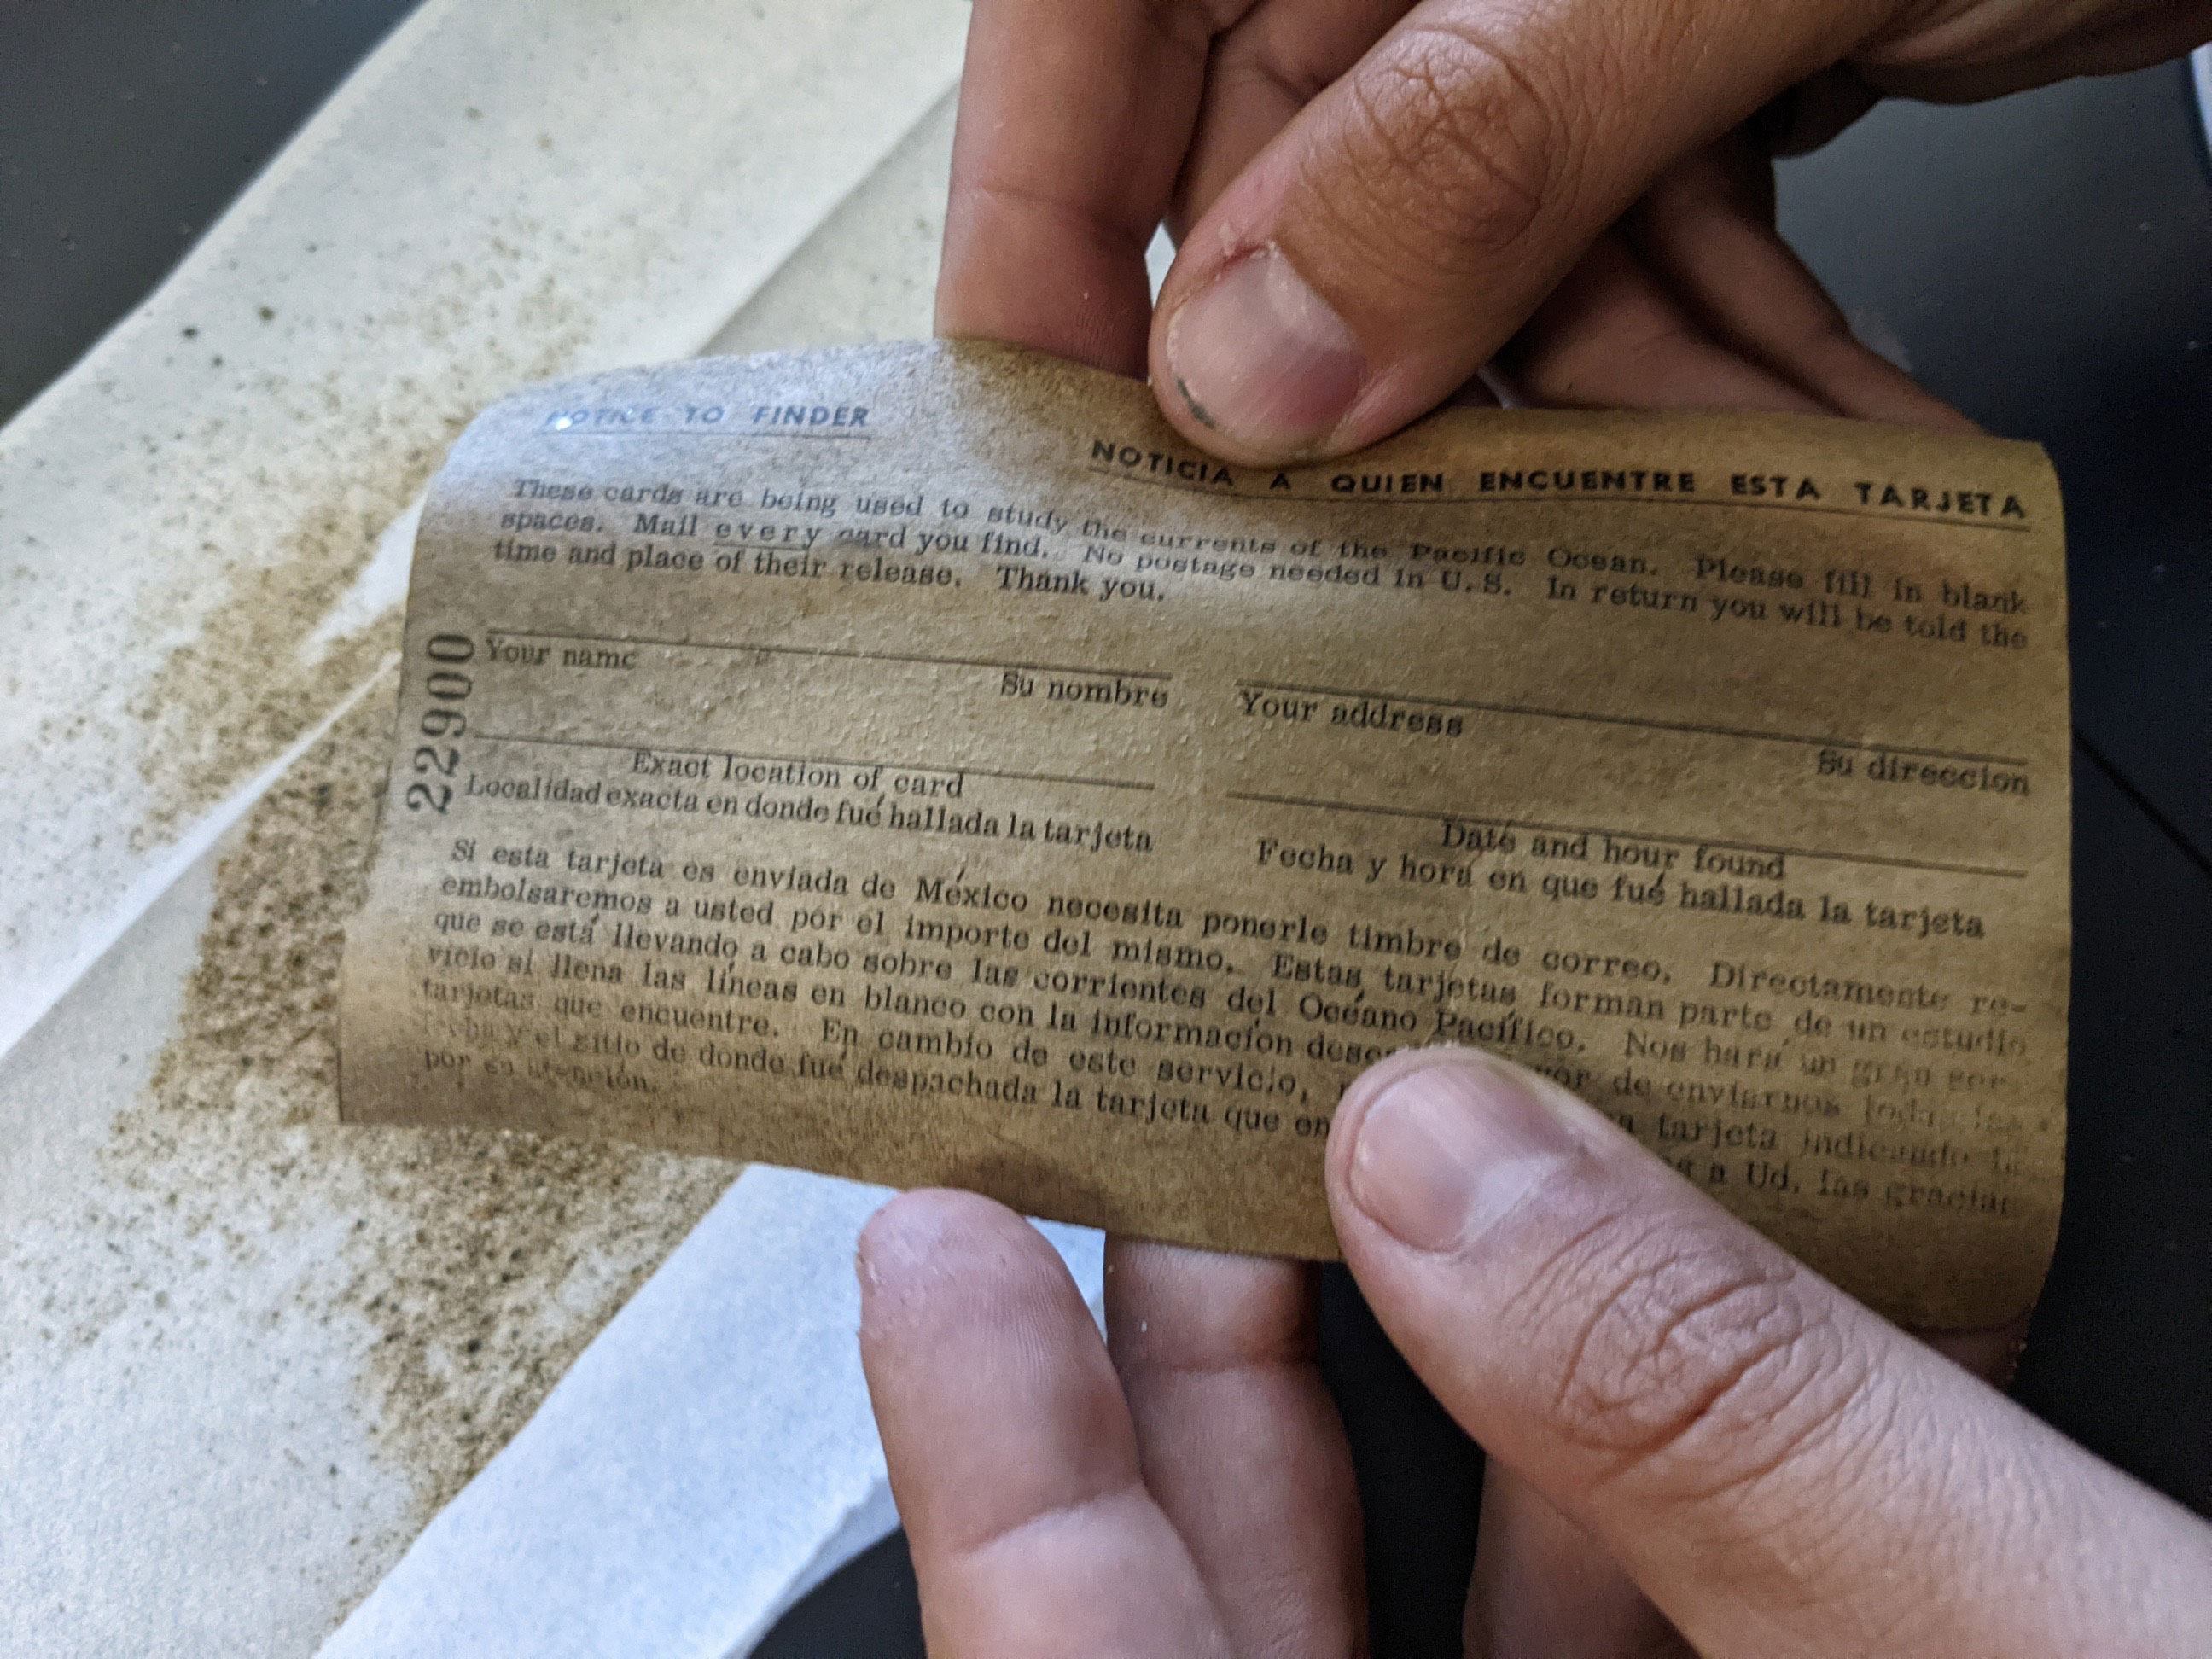 NOTICE TO FINDER
NOTICIA A QUIEN ENCUENTRE ESTA TARJETA
These cards are being used to study the currents of the Pacific Ocean. Please fill in blank
spaces. Mail every card you find. No postage needed in U.S. In return you will be told the
time and place of their release. Thank you.
22900
Your name Su nombre
Your address Su direccion
Exact location of card
Localidad exacta en donde fué hallada la tarjeta
Date and hour found
Fecha y hora en que fué hallada la tarjeta
Si esta tarjeta es enviada de México necesita ponerle timbre de correo. Directamente re-
embolsaremos a usted por el importe del mismo. Estas tarjetas forman parte de un estudio
que se está llevando a cabo sobre las corrientes del Océano Pacífico. Nos hará un gran ser-
vicio si llena las líneas en blanco con la información de enviarnos todas las
tarjetas que encuentre. En cambio de este servicio, tarjeta indicando la
fecha y el sitio de donde fué despachada la tarjeta que a Ud. las gracias
por su atención.